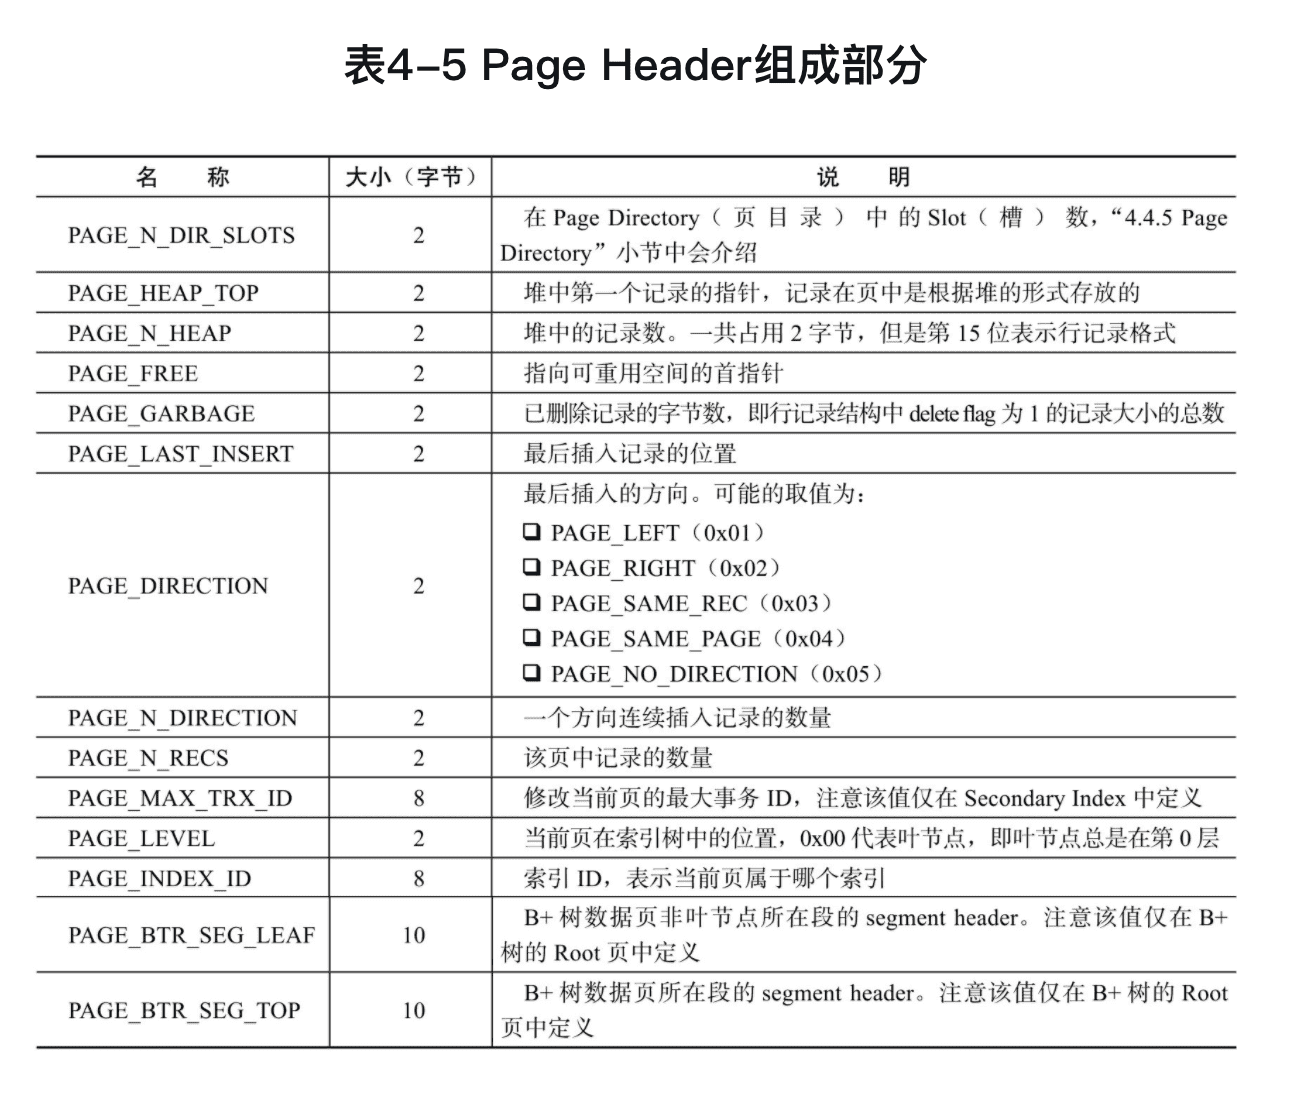 表4-5 Page Header组成部分
名 称 大小（字节） 说 明
PAGE_N_DIR_SLOTS 2 在 Page Directory（页目录）中的 Slot（槽）数，“4.4.5 Page
Directory”小节中会介绍
PAGE_HEAP_TOP 2 堆中第一个记录的指针，记录在页中是根据堆的形式存放的
PAGE_N_HEAP 2 堆中的记录数。一共占用 2 字节，但是第 15 位表示行记录格式
PAGE_FREE 2 指向可重用空间的首指针
PAGE_GARBAGE 2 已删除记录的字节数，即行记录结构中 delete flag 为 1 的记录大小的总数
PAGE_LAST_INSERT 2 最后插入记录的位置
PAGE_DIRECTION 2 最后插入的方向。可能的取值为：
❑ PAGE_LEFT（0x01）
❑ PAGE_RIGHT（0x02）
❑ PAGE_SAME_REC（0x03）
❑ PAGE_SAME_PAGE（0x04）
❑ PAGE_NO_DIRECTION（0x05）
PAGE_N_DIRECTION 2 一个方向连续插入记录的数量
PAGE_N_RECS 2 该页中记录的数量
PAGE_MAX_TRX_ID 8 修改当前页的最大事务 ID，注意该值仅在 Secondary Index 中定义
PAGE_LEVEL 2 当前页在索引树中的位置，0x00 代表叶节点，即叶节点总是在第 0 层
PAGE_INDEX_ID 8 索引 ID，表示当前页属于哪个索引
PAGE_BTR_SEG_LEAF 10 B+ 树数据页非叶节点所在段的 segment header。注意该值仅在 B+
树的 Root 页中定义
PAGE_BTR_SEG_TOP 10 B+ 树数据页所在段的 segment header。注意该值仅在 B+ 树的 Root
页中定义